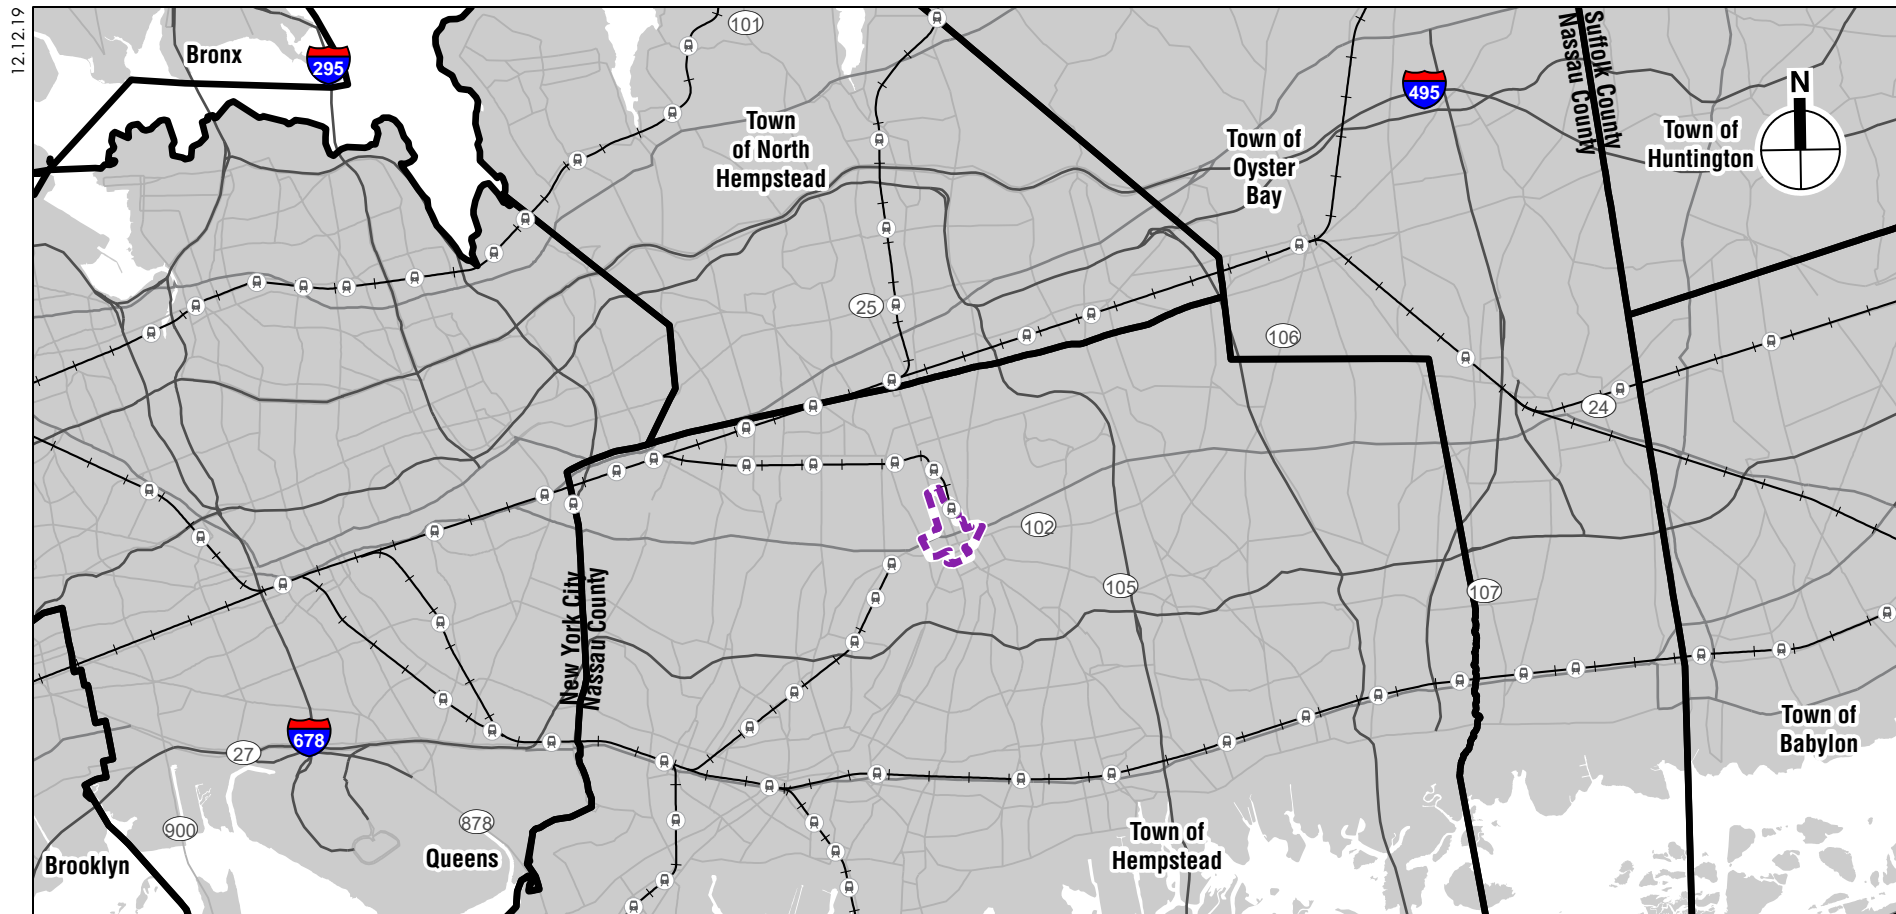 12.12.19
Bronx
295
101
Town
of North
Hempstead
495
Town of
Oyster
Bay
Suffolk County
Nassau County
Town of
Huntington
N
25
106
24
102
105
107
New York City
Nassau County
678
27
900
878
Brooklyn
Queens
Town of
Hempstead
Town of
Babylon